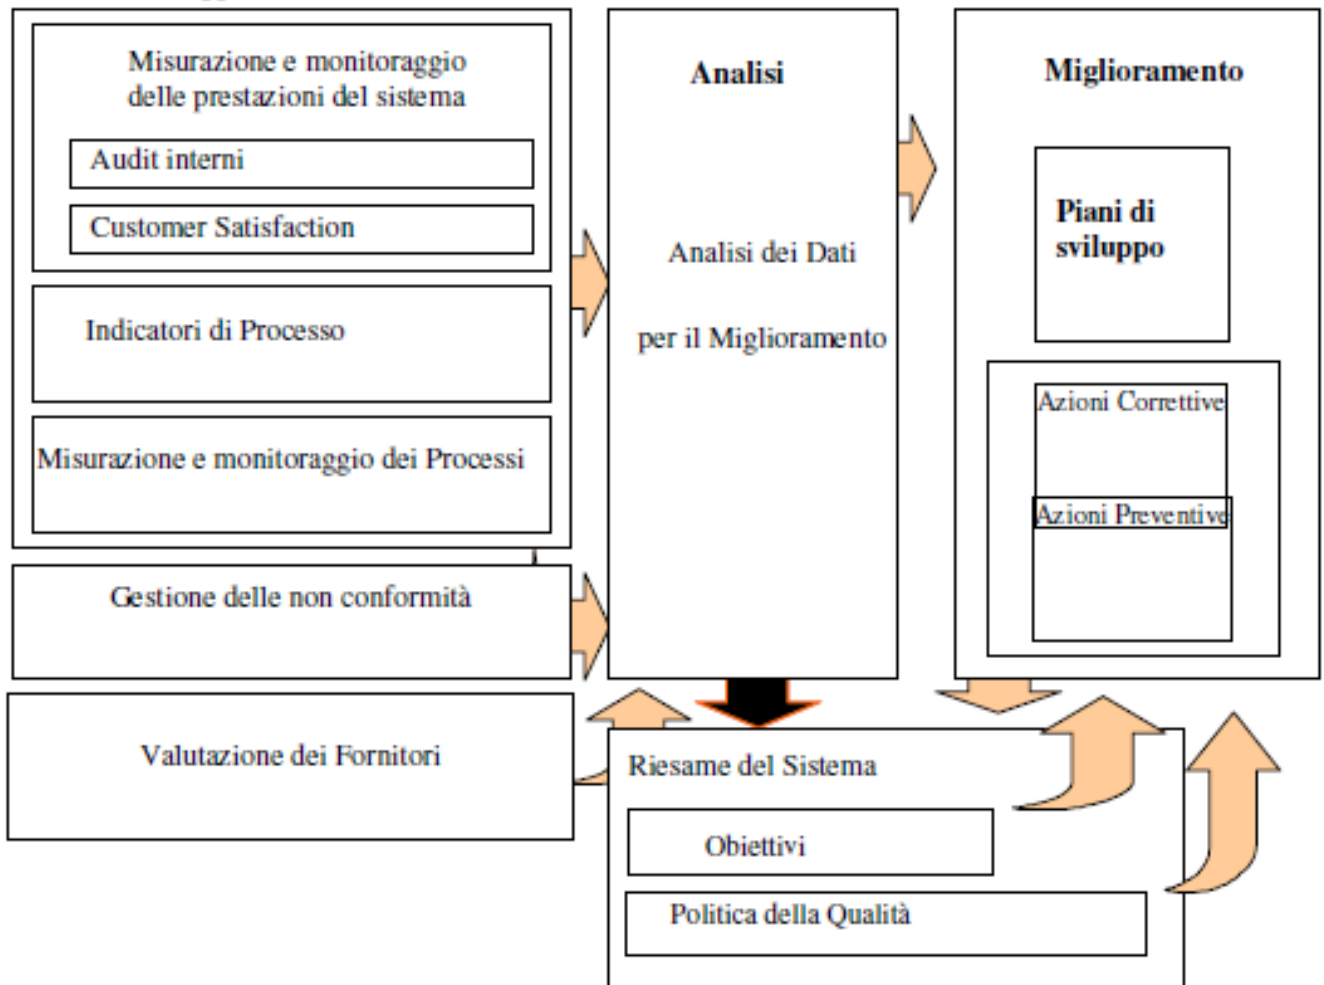 Misurazione e monitoraggio
delle prestazioni del sistema
Audit interni
Customer Satisfaction
Indicatori di Processo
Misurazione e monitoraggio dei Processi
Gestione delle non conformità
Valutazione dei Fornitori
Analisi
Analisi dei Dati
per il Miglioramento
Miglioramento
Piani di
sviluppo
Azioni Correttive
Azioni Preventive
Riesame del Sistema
Obiettivi
Politica della Qualità